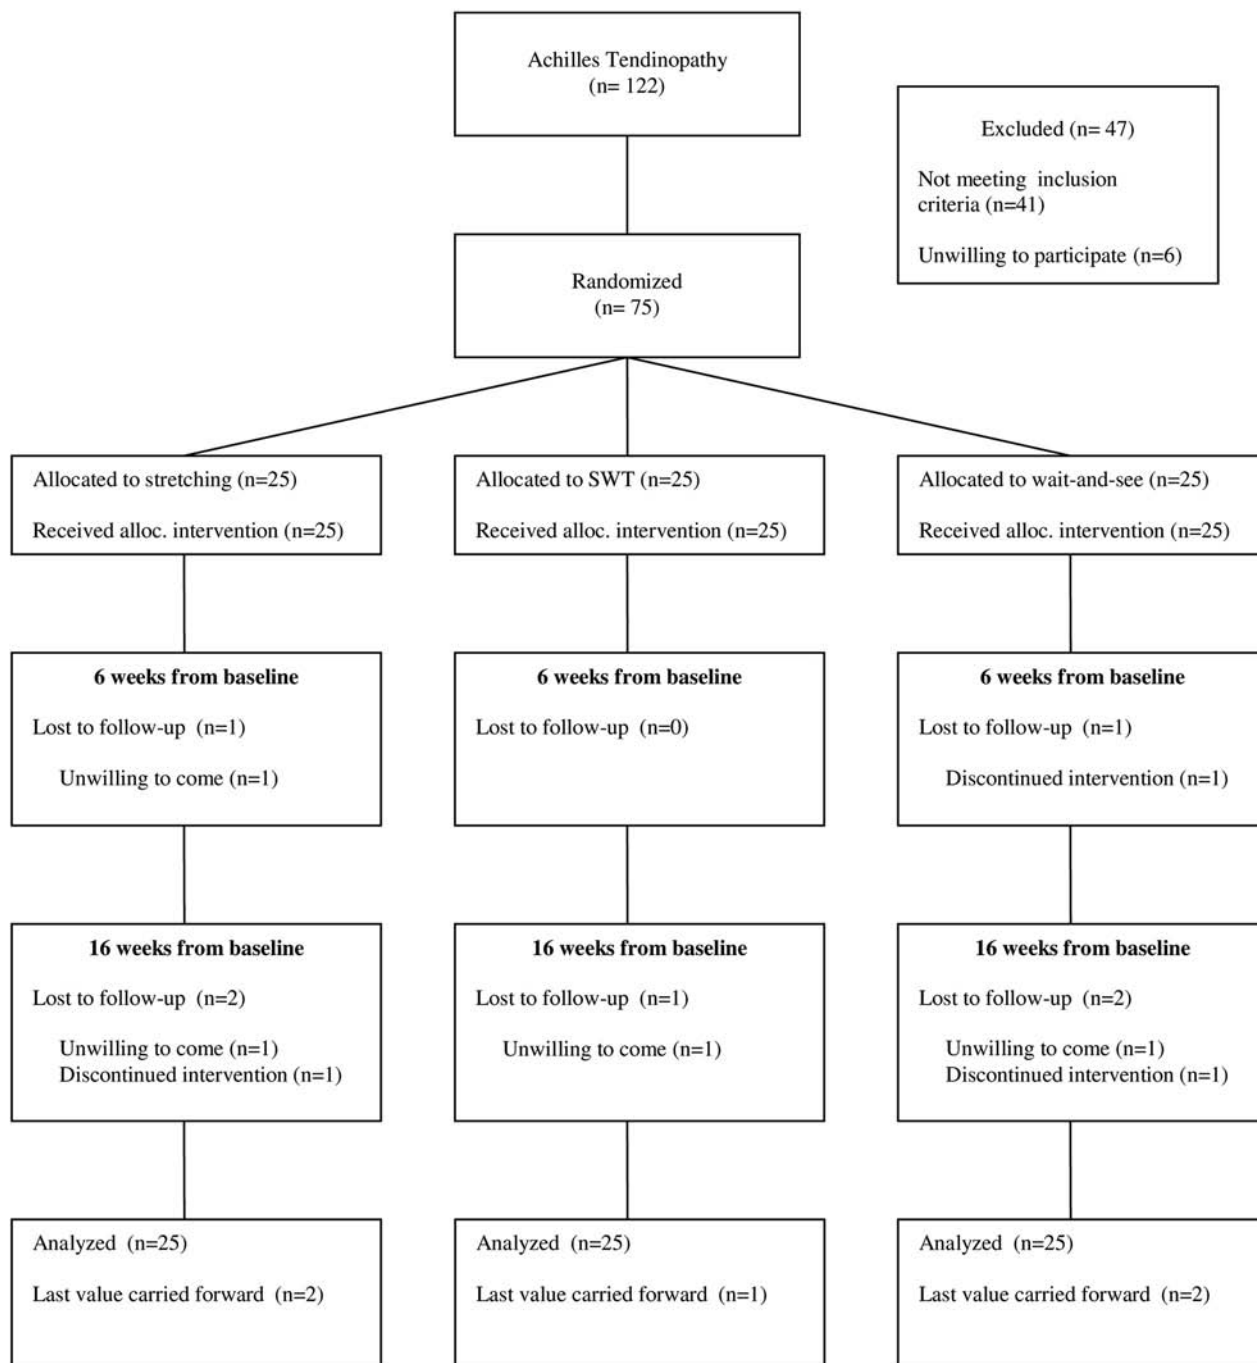 Achilles Tendinopathy
(n= 122)
Excluded (n= 47)
Not meeting inclusion
criteria (n=41)
Unwilling to participate (n=6)
Randomized
(n= 75)
Allocated to stretching (n=25)
Received alloc. intervention (n=25)
Allocated to SWT (n=25)
Received alloc. intervention (n=25)
Allocated to wait-and-see (n=25)
Received alloc. intervention (n=25)
6 weeks from baseline
Lost to follow-up (n=1)
Unwilling to come (n=1)
6 weeks from baseline
Lost to follow-up (n=0)
6 weeks from baseline
Lost to follow-up (n=1)
Discontinued intervention (n=1)
16 weeks from baseline
Lost to follow-up (n=2)
Unwilling to come (n=1)
Discontinued intervention (n=1)
16 weeks from baseline
Lost to follow-up (n=1)
Unwilling to come (n=1)
16 weeks from baseline
Lost to follow-up (n=2)
Unwilling to come (n=1)
Discontinued intervention (n=1)
Analyzed (n=25)
Last value carried forward (n=2)
Analyzed (n=25)
Last value carried forward (n=1)
Analyzed (n=25)
Last value carried forward (n=2)